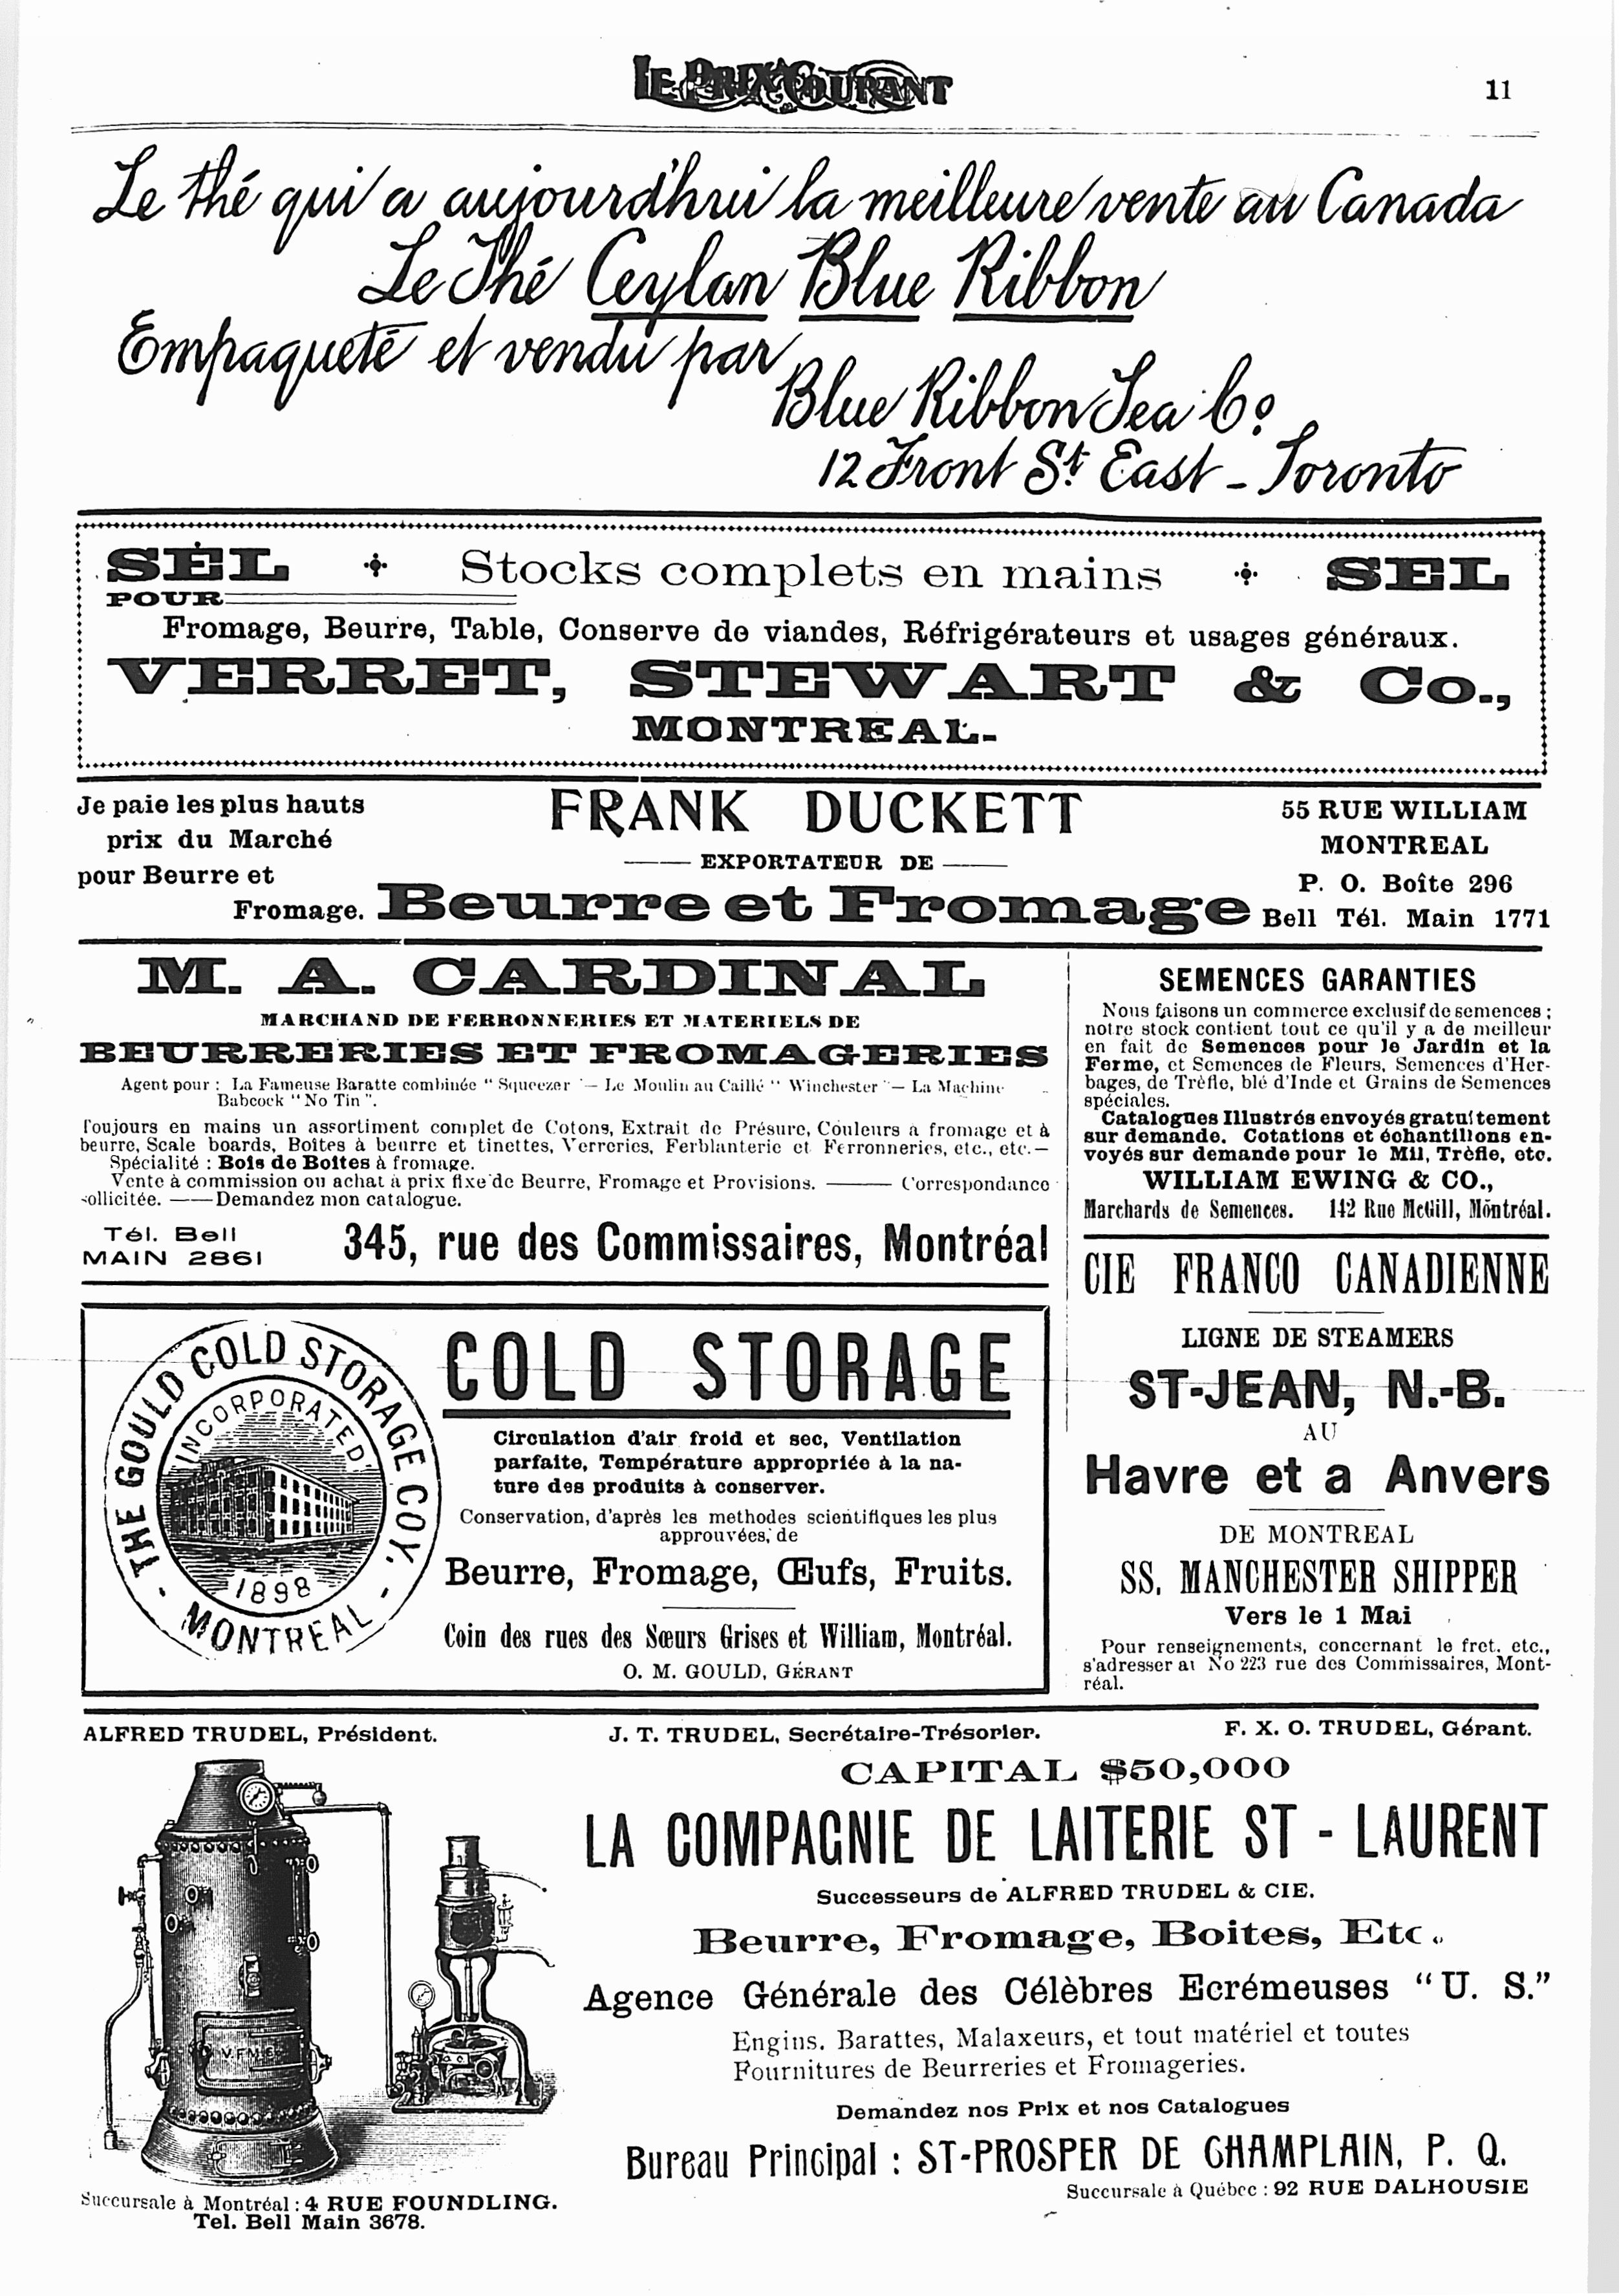 LE PRIX COURANT
11
Le thé qui a aujourd'hui la meilleure vente au Canada
Le Thé Ceylan Blue Ribbon
Empaqueté et vendu par
Blue Ribbon Tea Co.
12 Front St. East - Toronto
SEL Stocks complets en mains SEL
POUR
Fromage, Beurre, Table, Conserve de viandes, Réfrigérateurs et usages généraux.
VERRET, STEWART & Co.,
MONTREAL.
Je paie les plus hauts
prix du Marché
pour Beurre et
Fromage.
FRANK DUCKETT
EXPORTATEUR DE
Beurre et Fromage
55 RUE WILLIAM
MONTREAL
P. O. Boîte 296
Bell Tél. Main 1771
M. A. CARDINAL
MARCHAND DE FERRONNERIES ET MATERIELS DE
BEURRERIES ET FROMAGERIES
Agent pour : La Fameuse Baratte combinée "Squeezer"— Le Moulin au Caillé "Winchester"— La Machine
Babcock "No Tin".
Toujours en mains un assortiment complet de Cotons, Extrait de Présure, Couleurs a fromage et à
beurre, Scale boards, Boîtes à beurre et tinettes, Verreries, Ferblanterie et Ferronneries, etc., etc.—
Spécialité : Bois de Boîtes à fromage.
Vente à commission ou achat à prix fixe de Beurre, Fromage et Provisions. —— Correspondance
sollicitée. ——Demandez mon catalogue.
Tél. Bell
MAIN 2861
345, rue des Commissaires, Montréal
THE GOULD COLD STORAGE COY. - MONTREAL -
INCORPORATED
1898
COLD STORAGE
Circulation d'air froid et sec, Ventilation
parfaite, Température appropriée à la na-
ture des produits à conserver.
Conservation, d'après les methodes scientifiques les plus
approuvées, de
Beurre, Fromage, Œufs, Fruits.
Coin des rues des Sœurs Grises et William, Montréal.
O. M. GOULD, GÉRANT
SEMENCES GARANTIES
Nous faisons un commerce exclusif de semences ;
notre stock contient tout ce qu'il y a de meilleur
en fait de Semences pour le Jardin et la
Ferme, et Semences de Fleurs, Semences d'Her-
bages, de Trèfle, blé d'Inde et Grains de Semences
spéciales.
Catalogues Illustrés envoyés gratuitement
sur demande. Cotations et échantillons en-
voyés sur demande pour le Mil, Trèfle, etc.
WILLIAM EWING & CO.,
Marchards de Semences. 142 Rue McGill, Montréal.
CIE FRANCO CANADIENNE
LIGNE DE STEAMERS
ST-JEAN, N.-B.
AU
Havre et a Anvers
DE MONTREAL
SS. MANCHESTER SHIPPER
Vers le 1 Mai
Pour renseignements, concernant le fret, etc.,
s'adresser au No 223 rue des Commissaires, Mont-
réal.
ALFRED TRUDEL, Président. J. T. TRUDEL, Secrétaire-Trésorier. F. X. O. TRUDEL, Gérant.
CAPITAL $50,000
LA COMPAGNIE DE LAITERIE ST - LAURENT
Successeurs de ALFRED TRUDEL & CIE.
Beurre, Fromage, Boites, Etc.
Agence Générale des Célèbres Ecrémeuses "U. S."
Engins, Barattes, Malaxeurs, et tout matériel et toutes
Fournitures de Beurreries et Fromageries.
Demandez nos Prix et nos Catalogues
Bureau Principal : ST-PROSPER DE CHAMPLAIN, P. Q.
Succursale à Québec : 92 RUE DALHOUSIE
Succursale à Montréal : 4 RUE FOUNDLING.
Tel. Bell Main 3678.